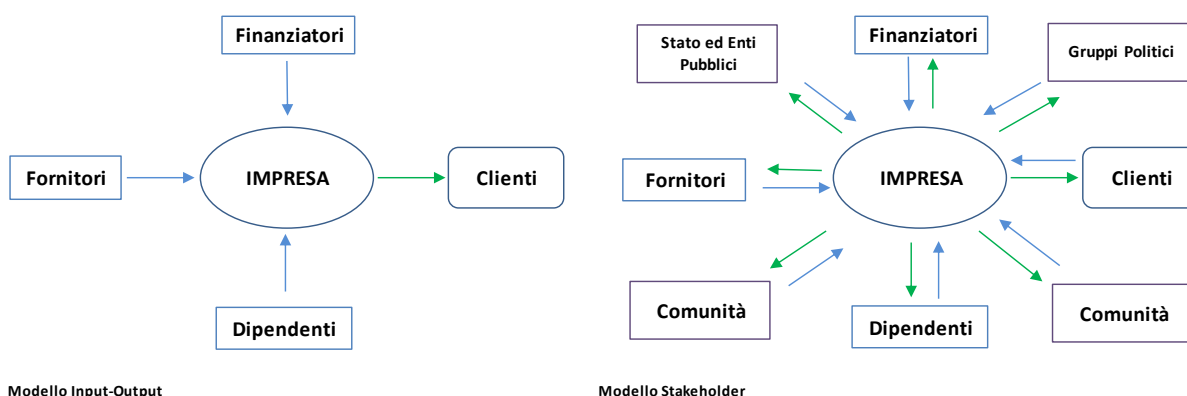 Finanziatori
Fornitori
IMPRESA
Clienti
Dipendenti
Modello Input-Output
Stato ed Enti
Pubblici
Finanziatori
Gruppi Politici
Fornitori
IMPRESA
Clienti
Comunità
Dipendenti
Comunità
Modello Stakeholder